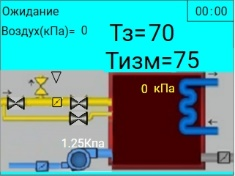 Ожидание 00:00
Воздух(кПа)= 0
Тз=70
Тизм=75
0 кПа
1.25Кпа